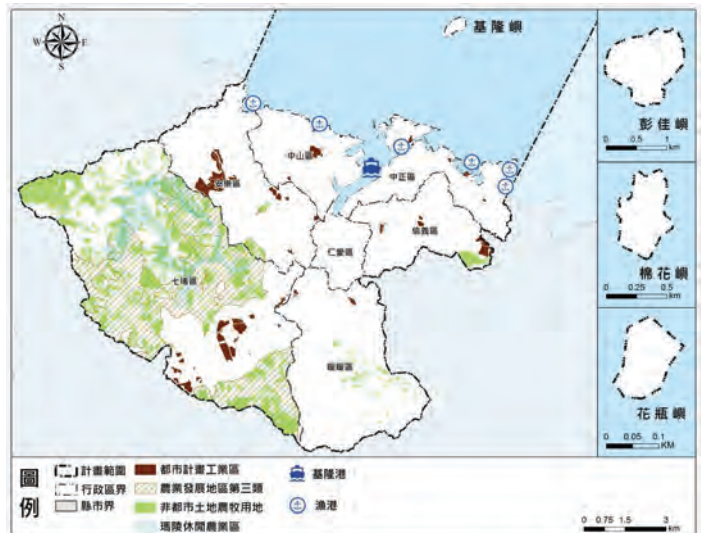 N
W E
S
基隆嶼
彭佳嶼
0 0.5 1
km
中山區
安樂區
中正區
信義區
仁愛區
七堵區
暖暖區
棉花嶼
0 0.25 0.5
km
花瓶嶼
0 0.05 0.1
KM
圖例
計畫範圍
行政區界
縣市界
都市計畫工業區
農業發展地區第三類
非都市土地農牧用地
瑪陵休閒農業區
基隆港
漁港
0 0.75 1.5 3
km